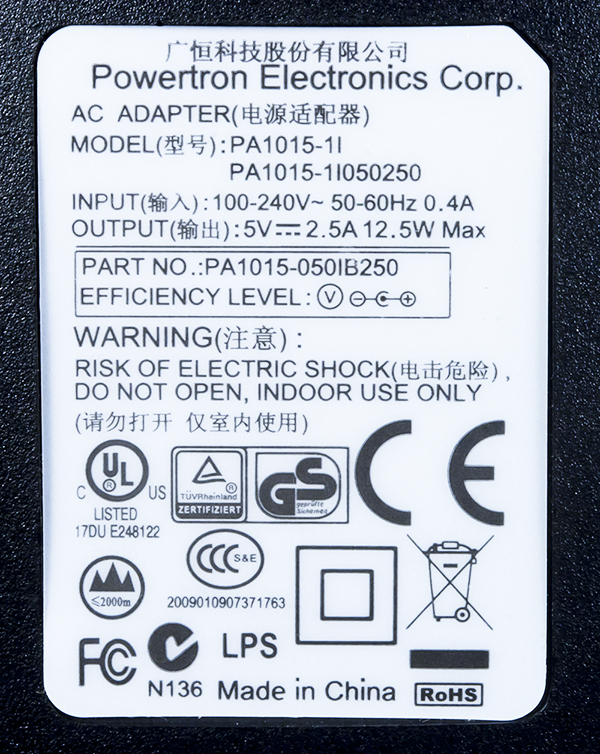 广恒科技股份有限公司
Powertron Electronics Corp.
AC ADAPTER(电源适配器)
MODEL(型号):PA1015-1I
PA1015-1I050250
INPUT(输入):100-240V~ 50-60Hz 0.4A
OUTPUT(输出):5V⎓2.5A 12.5W Max
PART NO.:PA1015-050IB250
EFFICIENCY LEVEL: V
WARNING(注意):
RISK OF ELECTRIC SHOCK(电击危险),
DO NOT OPEN, INDOOR USE ONLY
(请勿打开 仅室内使用)
C UL ® US
LISTED
17DU E248122
TÜVRheinland ®
ZERTIFIZIERT
GS
geprüfte
Sicherheit
CE
CCC S&E
2009010907371763
≤2000m
FC
N136
LPS
Made in China
RoHS